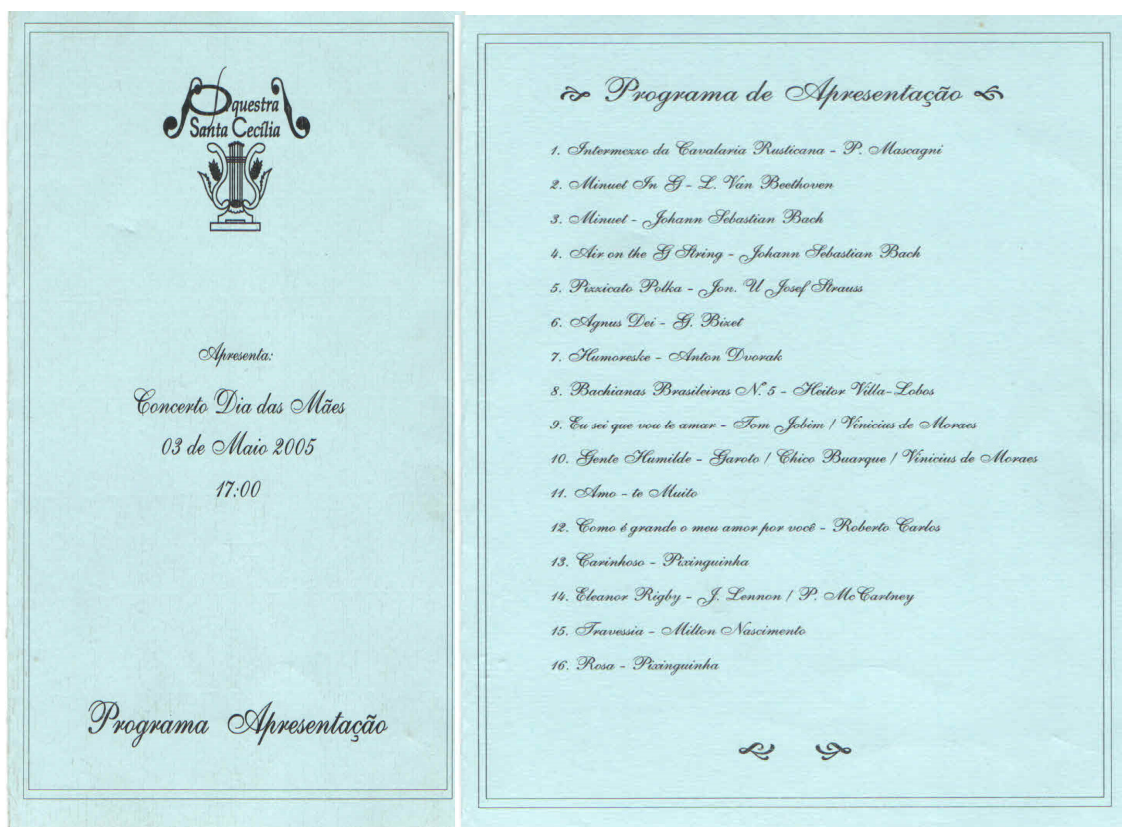 Orquestra
Santa Cecília
Apresenta:
Concerto Dia das Mães
03 de Maio 2005
17:00
Programa Apresentação
Programa de Apresentação
1. Intermezzo da Cavalaria Rusticana - P. Mascagni
2. Minuet In G - L. Van Beethoven
3. Minuet - Johann Sebastian Bach
4. Air on the G String - Johann Sebastian Bach
5. Pizzicato Polka - Jon. U Josef Strauss
6. Agnus Dei - G. Bizet
7. Humoreske - Anton Dvorak
8. Bachianas Brasileiras N.º 5 - Heitor Villa-Lobos
9. Eu sei que vou te amar - Tom Jobim / Vinicius de Moraes
10. Gente Humilde - Garoto / Chico Buarque / Vinicius de Moraes
11. Amo - te Muito
12. Como é grande o meu amor por você - Roberto Carlos
13. Carinhoso - Pixinguinha
14. Eleanor Rigby - J. Lennon / P. Mc Cartney
15. Travessia - Milton Nascimento
16. Rosa - Pixinguinha